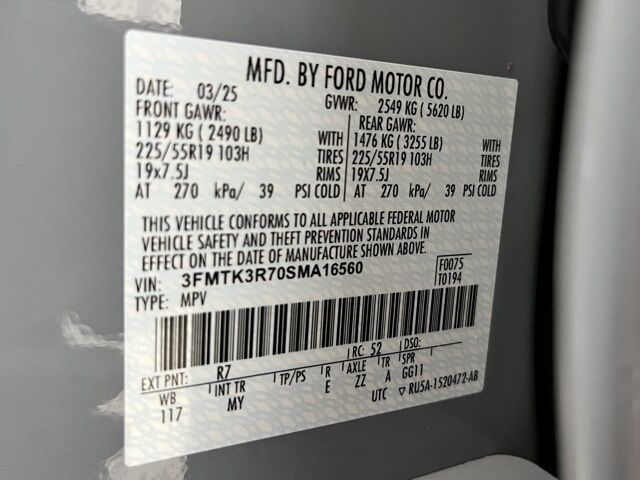 MFD. BY FORD MOTOR CO.
DATE: 03/25 GVWR: 2549 KG ( 5620 LB)
FRONT GAWR: REAR GAWR:
1129 KG ( 2490 LB) WITH 1476 KG ( 3255 LB) WITH
225/55R19 103H TIRES 225/55R19 103H TIRES
19x7.5J RIMS 19x7.5J RIMS
AT 270 kPa/ 39 PSI COLD AT 270 kPa/ 39 PSI COLD
THIS VEHICLE CONFORMS TO ALL APPLICABLE FEDERAL MOTOR
VEHICLE SAFETY AND THEFT PREVENTION STANDARDS IN
EFFECT ON THE DATE OF MANUFACTURE SHOWN ABOVE.
VIN: 3FMTK3R70SMA16560 F0075
TYPE: MPV T0194
EXT PNT: R7 RC: 52 DSO:
WB INT TR TP/PS R AXLE TR SPR
117 MY E ZZ A GG11
UTC ▽ RU5A-1520472-AB